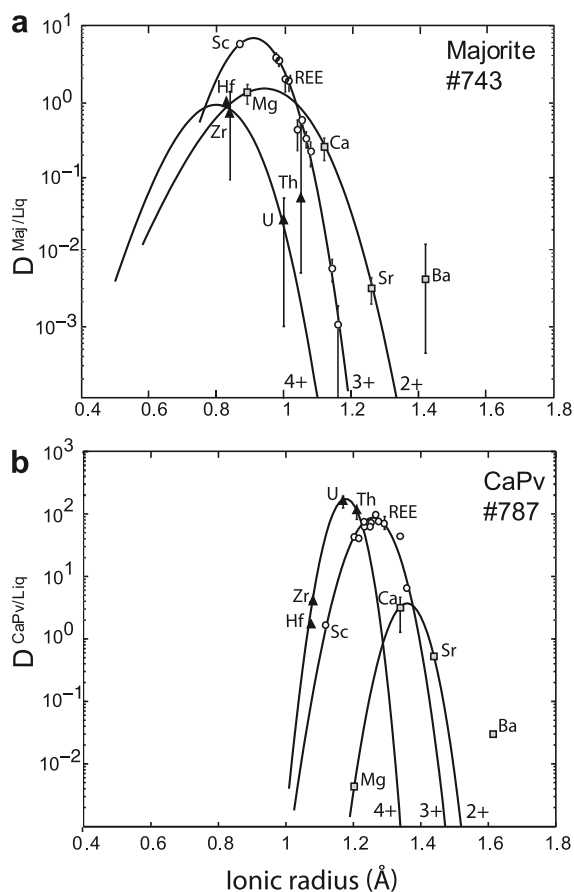 a
Majorite
#743
D Maj/Liq
10^1
10^0
10^-1
10^-2
10^-3
Sc
REE
Hf
Mg
Zr
Ca
Th
U
Sr
Ba
4+ 3+ 2+
0.4 0.6 0.8 1 1.2 1.4 1.6 1.8
b
CaPv
#787
D CaPv/Liq
10^3
10^2
10^1
10^0
10^-1
10^-2
U Th
REE
Zr
Hf
Sc
Ca
Sr
Ba
Mg
4+ 3+ 2+
0.4 0.6 0.8 1 1.2 1.4 1.6 1.8
Ionic radius (Å)